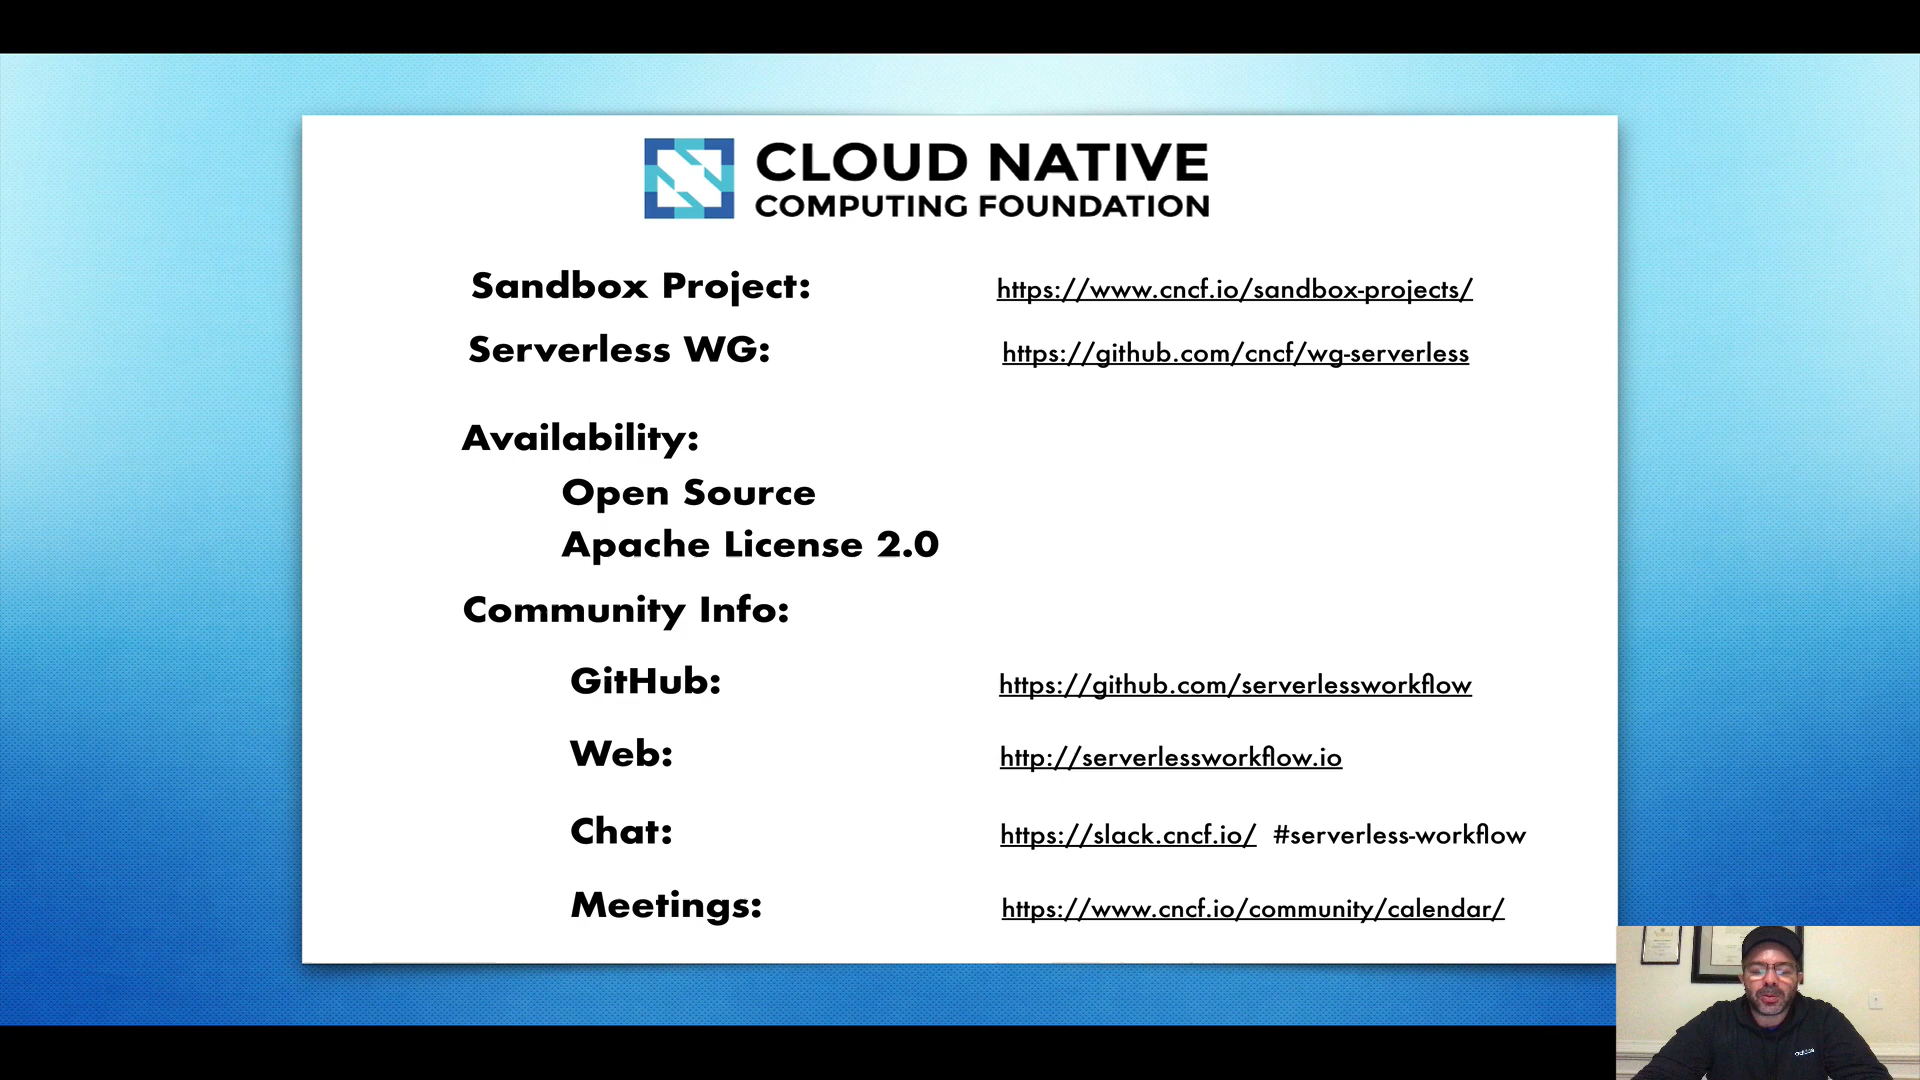 CLOUD NATIVE
COMPUTING FOUNDATION
Sandbox Project: https://www.cncf.io/sandbox-projects/
Serverless WG: https://github.com/cncf/wg-serverless
Availability:
Open Source
Apache License 2.0
Community Info:
GitHub: https://github.com/serverlessworkflow
Web: http://serverlessworkflow.io
Chat: https://slack.cncf.io/ #serverless-workflow
Meetings: https://www.cncf.io/community/calendar/
adidas